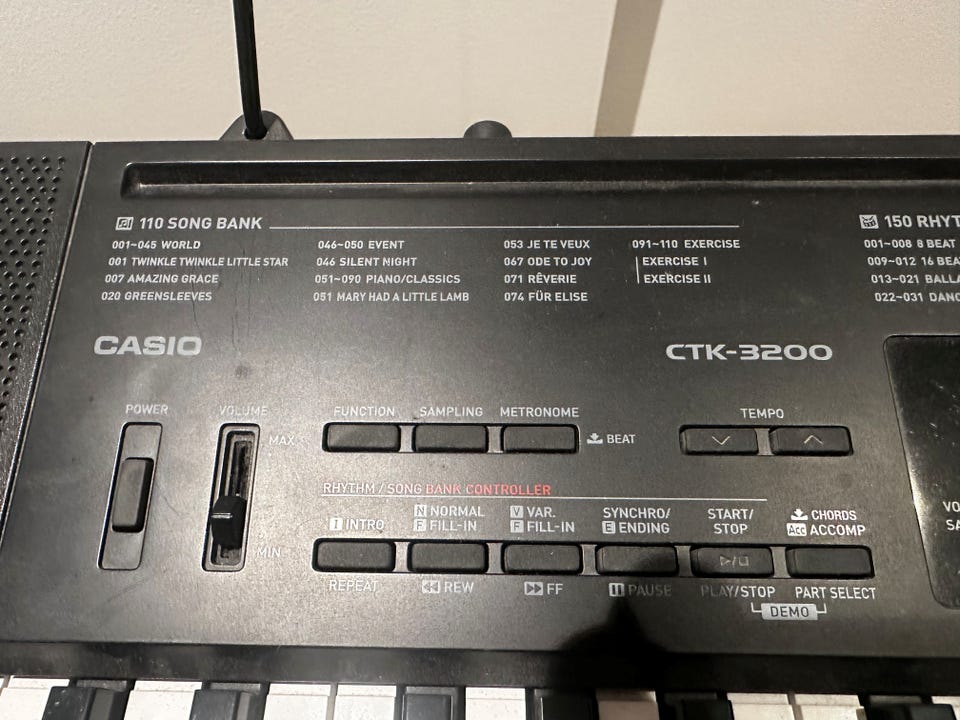 110 SONG BANK
001~045 WORLD
001 TWINKLE TWINKLE LITTLE STAR
007 AMAZING GRACE
020 GREENSLEEVES
046~050 EVENT
046 SILENT NIGHT
051~090 PIANO/CLASSICS
051 MARY HAD A LITTLE LAMB
053 JE TE VEUX
067 ODE TO JOY
071 RÊVERIE
074 FÜR ELISE
091~110 EXERCISE
EXERCISE I
EXERCISE II
150 RHYT
001~008 8 BEAT
009~012 16 BEA
013~021 BALLA
022~031 DANC
CASIO
CTK-3200
POWER
VOLUME
MAX
MIN
FUNCTION
SAMPLING
METRONOME
BEAT
TEMPO
RHYTHM / SONG BANK CONTROLLER
I INTRO
N NORMAL
F FILL-IN
V VAR.
F FILL-IN
SYNCHRO/
E ENDING
START/
STOP
CHORDS
Acc ACCOMP
REPEAT
REW
FF
PAUSE
PLAY/STOP
PART SELECT
DEMO
VO
SA